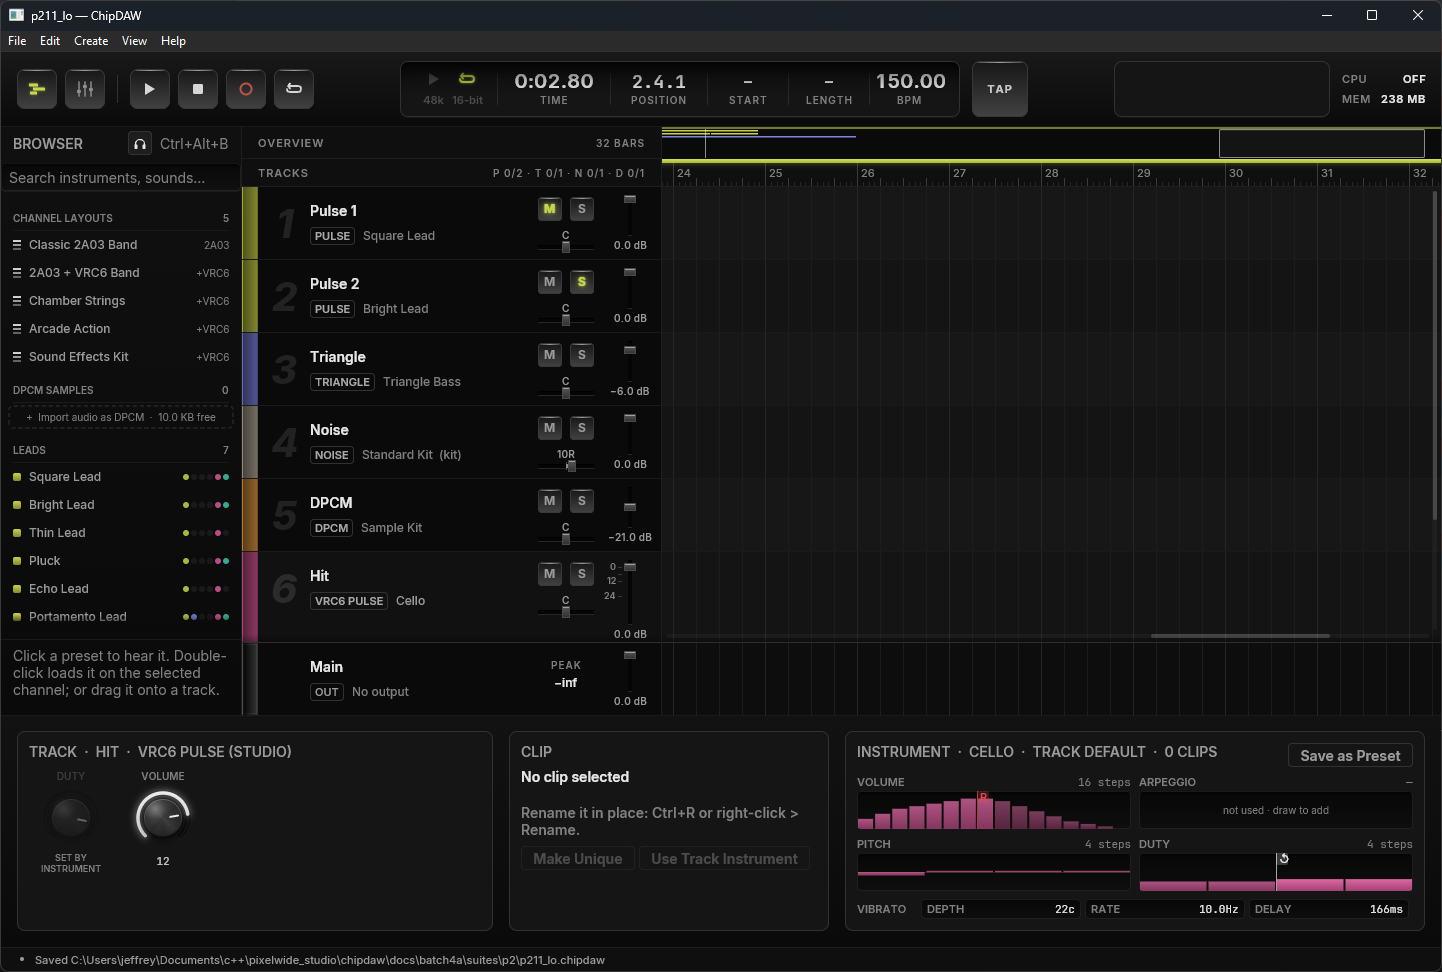 p211_lo — ChipDAW
File Edit Create View Help
48k 16-bit
0:02.80 TIME
2.4.1 POSITION
– START
– LENGTH
150.00 BPM
TAP
CPU OFF
MEM 238 MB
BROWSER Ctrl+Alt+B
Search instruments, sounds...
CHANNEL LAYOUTS 5
Classic 2A03 Band 2A03
2A03 + VRC6 Band +VRC6
Chamber Strings +VRC6
Arcade Action +VRC6
Sound Effects Kit +VRC6
DPCM SAMPLES 0
+ Import audio as DPCM · 10.0 KB free
LEADS 7
Square Lead
Bright Lead
Thin Lead
Pluck
Echo Lead
Portamento Lead
Click a preset to hear it. Double-
click loads it on the selected
channel; or drag it onto a track.
OVERVIEW 32 BARS
TRACKS P 0/2 · T 0/1 · N 0/1 · D 0/1
24 25 26 27 28 29 30 31 32
1 Pulse 1 M S
PULSE Square Lead C 0.0 dB
2 Pulse 2 M S
PULSE Bright Lead C 0.0 dB
3 Triangle M S
TRIANGLE Triangle Bass C −6.0 dB
4 Noise M S
NOISE Standard Kit (kit) 10R 0.0 dB
5 DPCM M S
DPCM Sample Kit C −21.0 dB
6 Hit M S
VRC6 PULSE Cello C
0
12
24
0.0 dB
Main PEAK
OUT No output −inf 0.0 dB
TRACK · HIT · VRC6 PULSE (STUDIO)
DUTY VOLUME
SET BY
INSTRUMENT
12
CLIP
No clip selected
Rename it in place: Ctrl+R or right-click >
Rename.
Make Unique Use Track Instrument
INSTRUMENT · CELLO · TRACK DEFAULT · 0 CLIPS Save as Preset
VOLUME 16 steps ARPEGGIO –
R
not used · draw to add
PITCH 4 steps DUTY 4 steps
VIBRATO DEPTH 22c RATE 10.0Hz DELAY 166ms
• Saved C:\Users\jeffrey\Documents\c++\pixelwide_studio\chipdaw\docs\batch4a\suites\p2\p211_lo.chipdaw